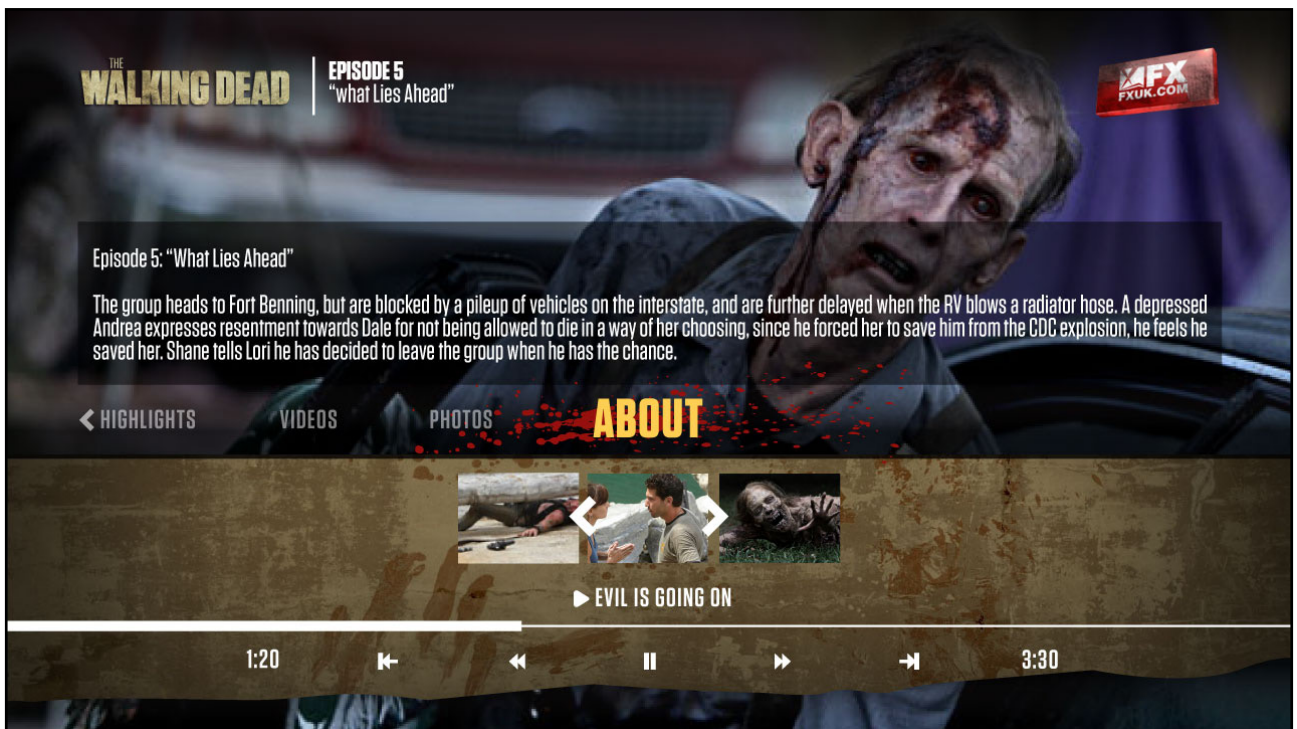 THE
WALKING DEAD
EPISODE 5
“what Lies Ahead”
FX
FXUK.COM
Episode 5: “What Lies Ahead”
The group heads to Fort Benning, but are blocked by a pileup of vehicles on the interstate, and are further delayed when the RV blows a radiator hose. A depressed
Andrea expresses resentment towards Dale for not being allowed to die in a way of her choosing, since he forced her to save him from the CDC explosion, he feels he
saved her. Shane tells Lori he has decided to leave the group when he has the chance.
HIGHLIGHTS VIDEOS PHOTOS ABOUT
EVIL IS GOING ON
1:20 3:30